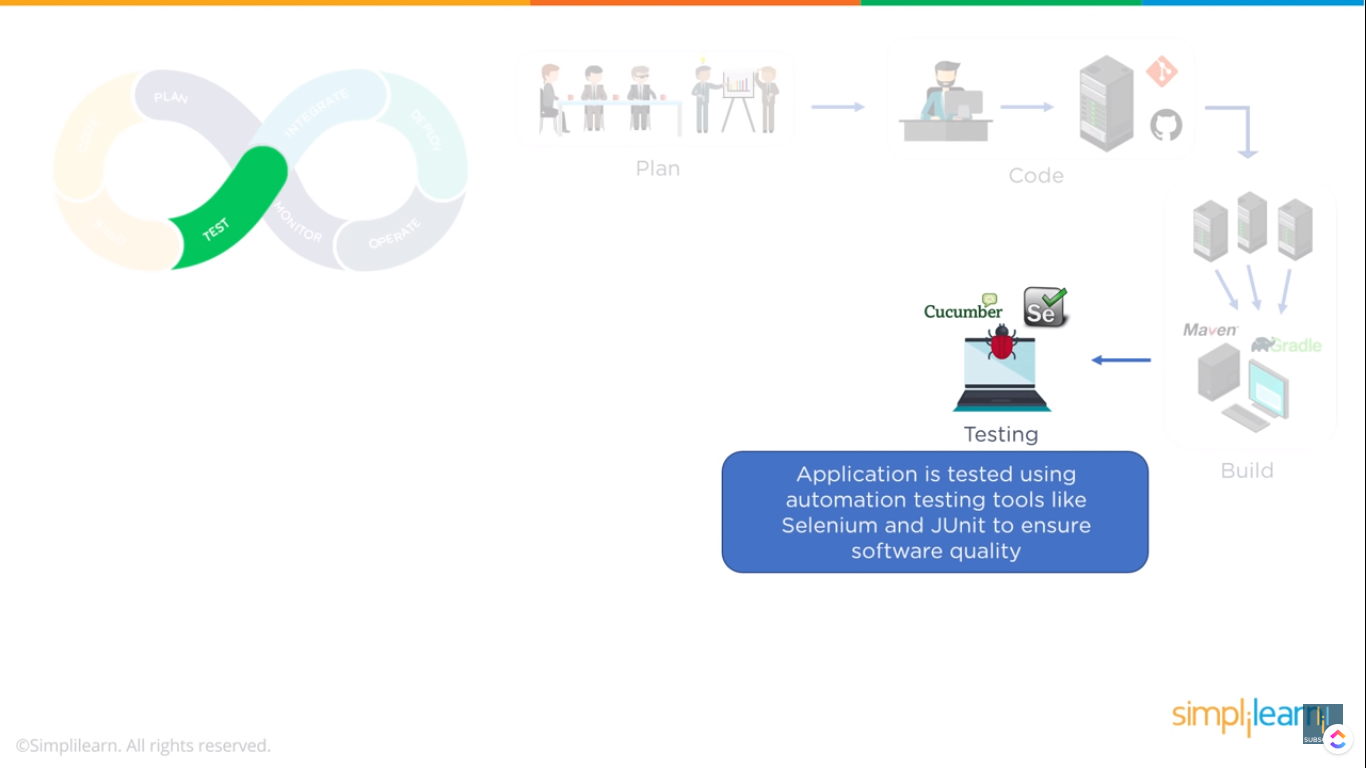 PLAN
INTEGRATE
DEPLOY
TEST
MONITOR
OPERATE
Plan
Code
Maven
Gradle
Build
Cucumber
Se
Testing
Application is tested using
automation testing tools like
Selenium and JUnit to ensure
software quality
simplilearn
©Simplilearn. All rights reserved.